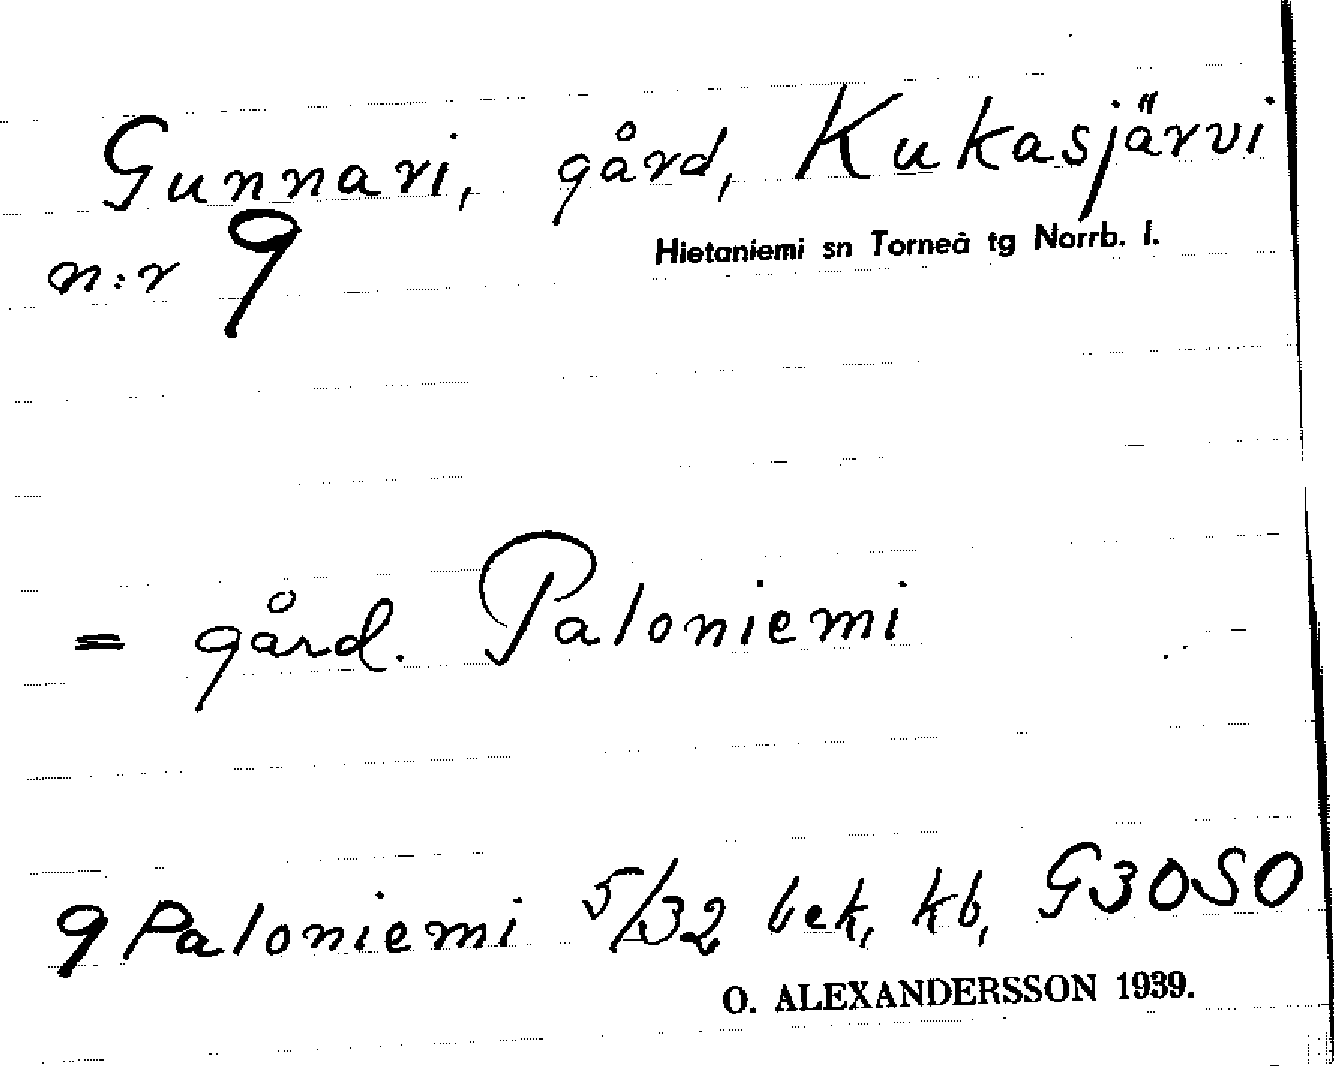 Gunnari, gård, Kukasjärvi
n:r 9 Hietaniemi sn Torneå tg Norrb. l.
= gård. Paloniemi
9 Paloniemi 5/32 bek, kb, G30S0
O. ALEXANDERSSON 1939.